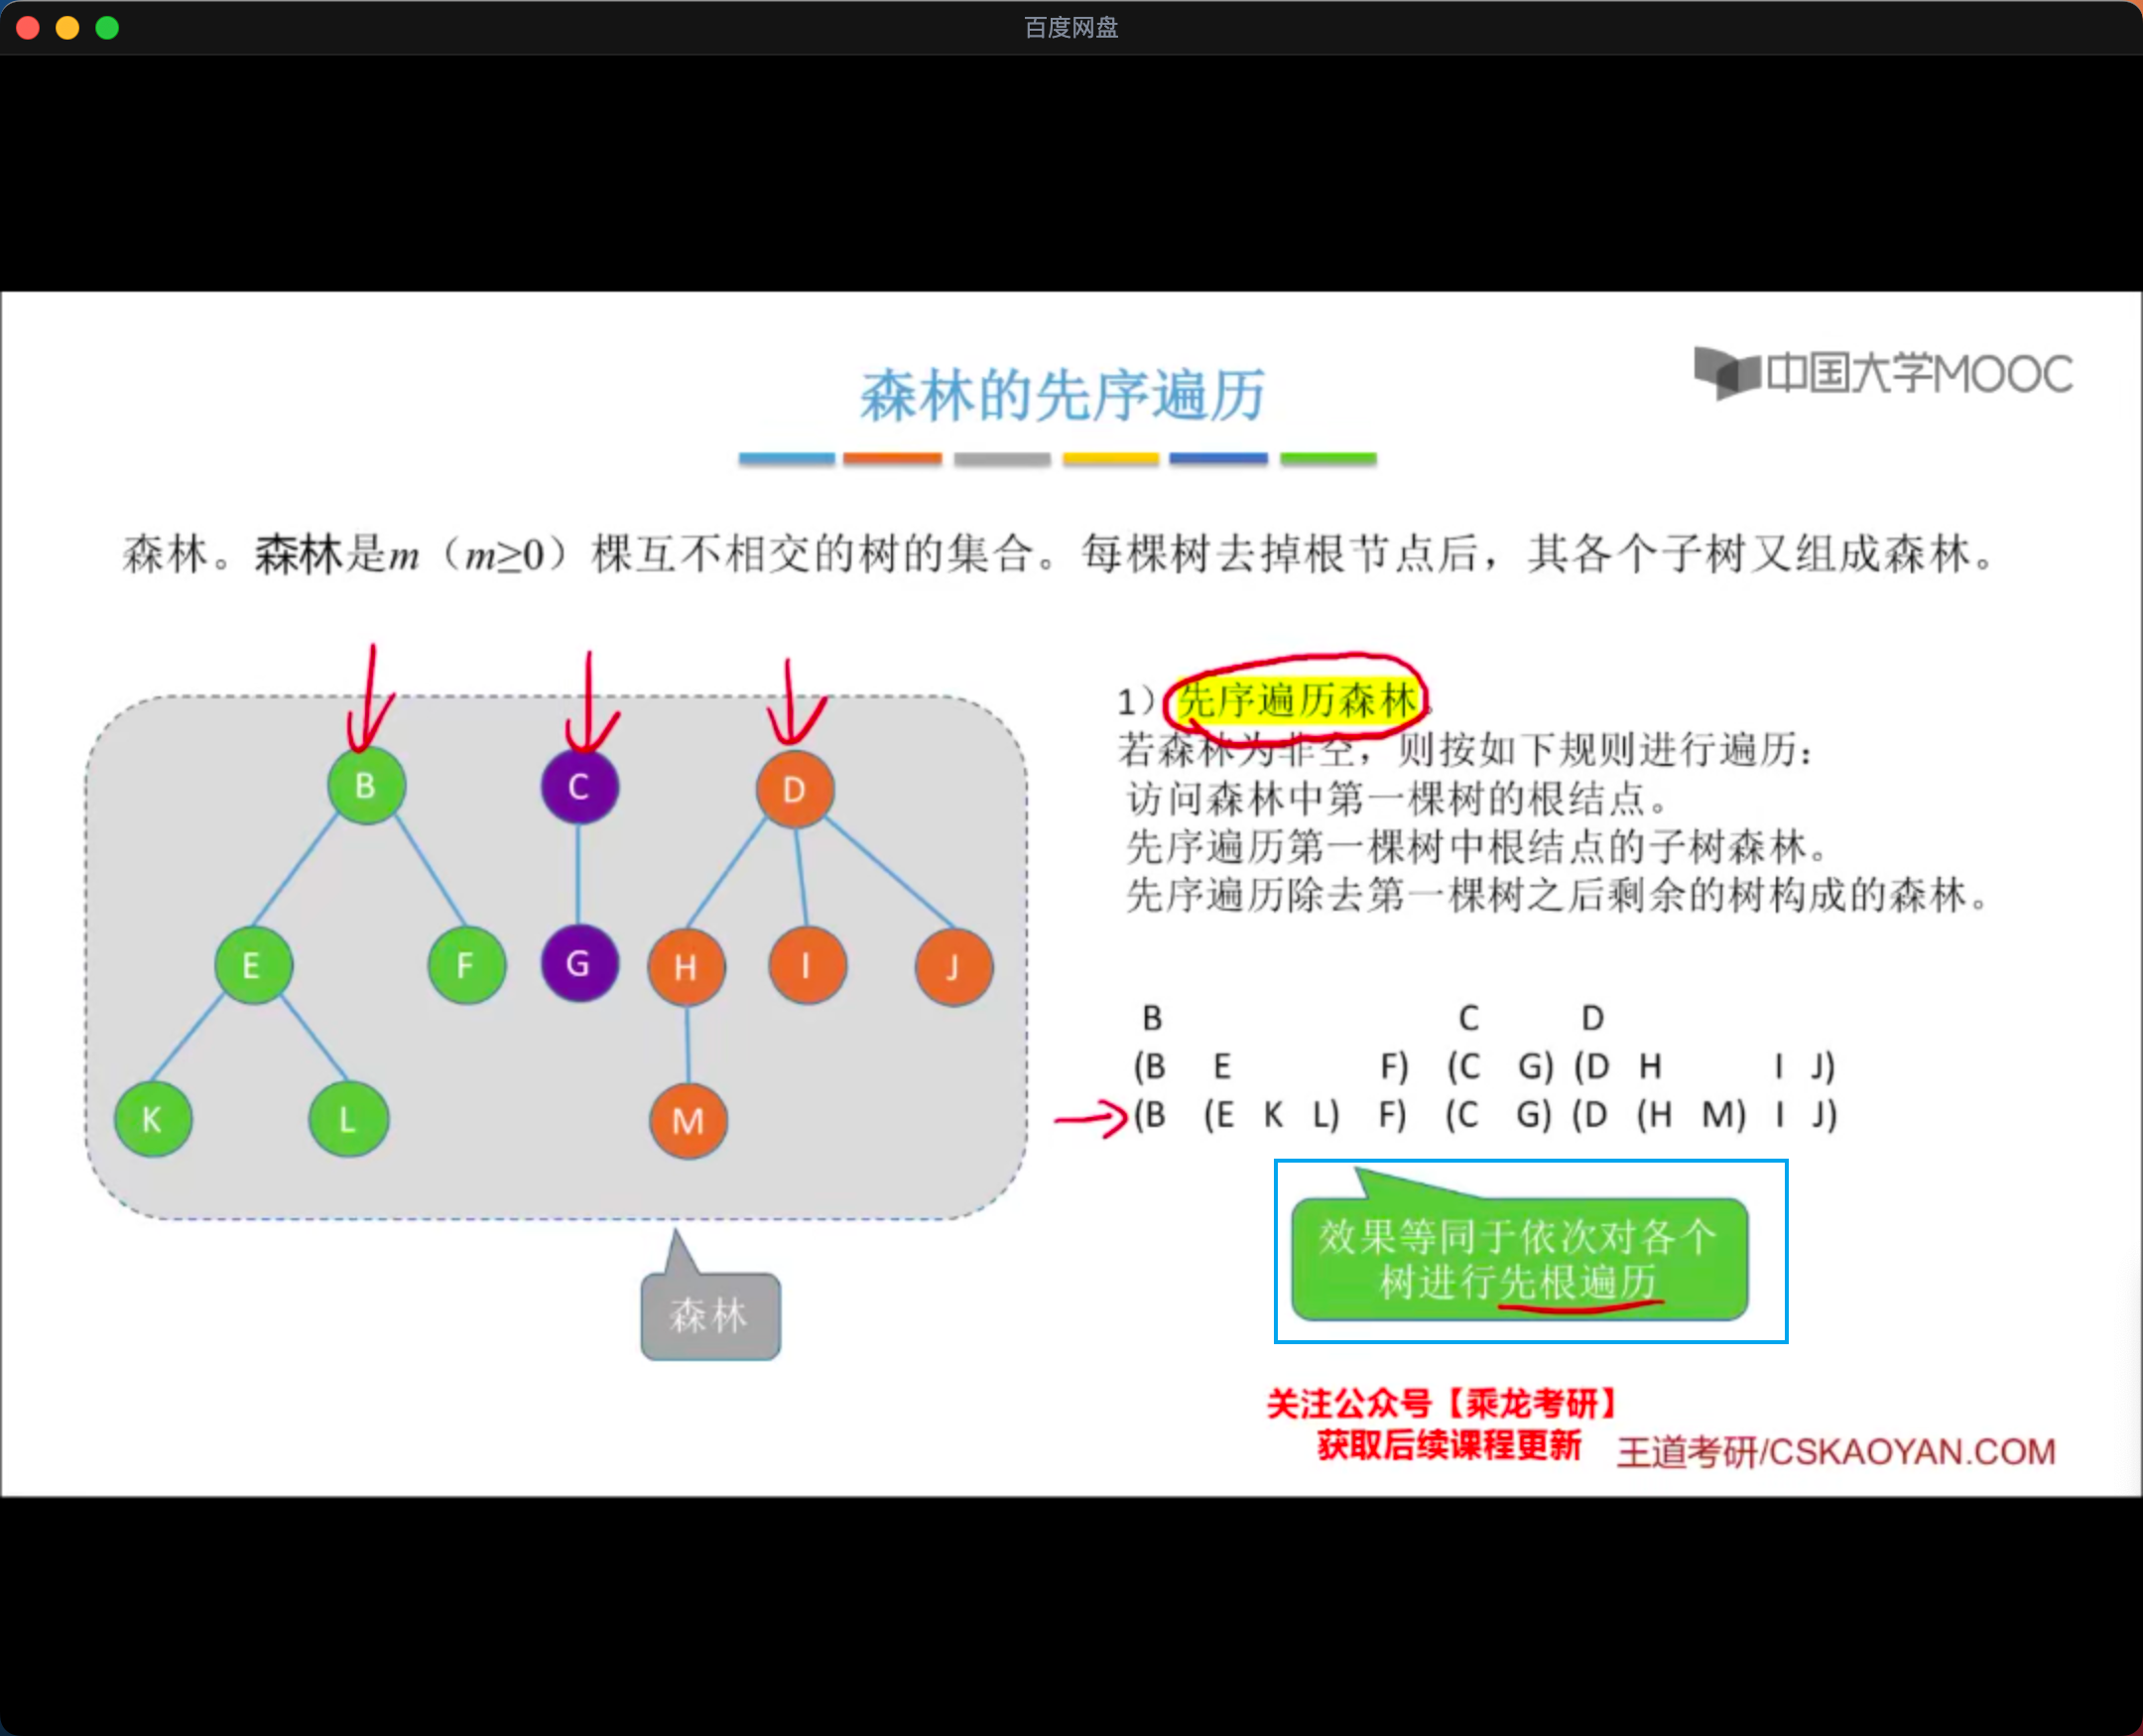 百度网盘
中国大学MOOC
森林的先序遍历
森林。森林是m（m≥0）棵互不相交的树的集合。每棵树去掉根节点后，其各个子树又组成森林。
B C D
E F G H I J
K L M
森林
1）先序遍历森林。
若森林为非空，则按如下规则进行遍历：
访问森林中第一棵树的根结点。
先序遍历第一棵树中根结点的子树森林。
先序遍历除去第一棵树之后剩余的树构成的森林。
B C D
(B E F) (C G) (D H I J)
(B (E K L) F) (C G) (D (H M) I J)
效果等同于依次对各个
树进行先根遍历
关注公众号【乘龙考研】
获取后续课程更新
王道考研/CSKAOYAN.COM